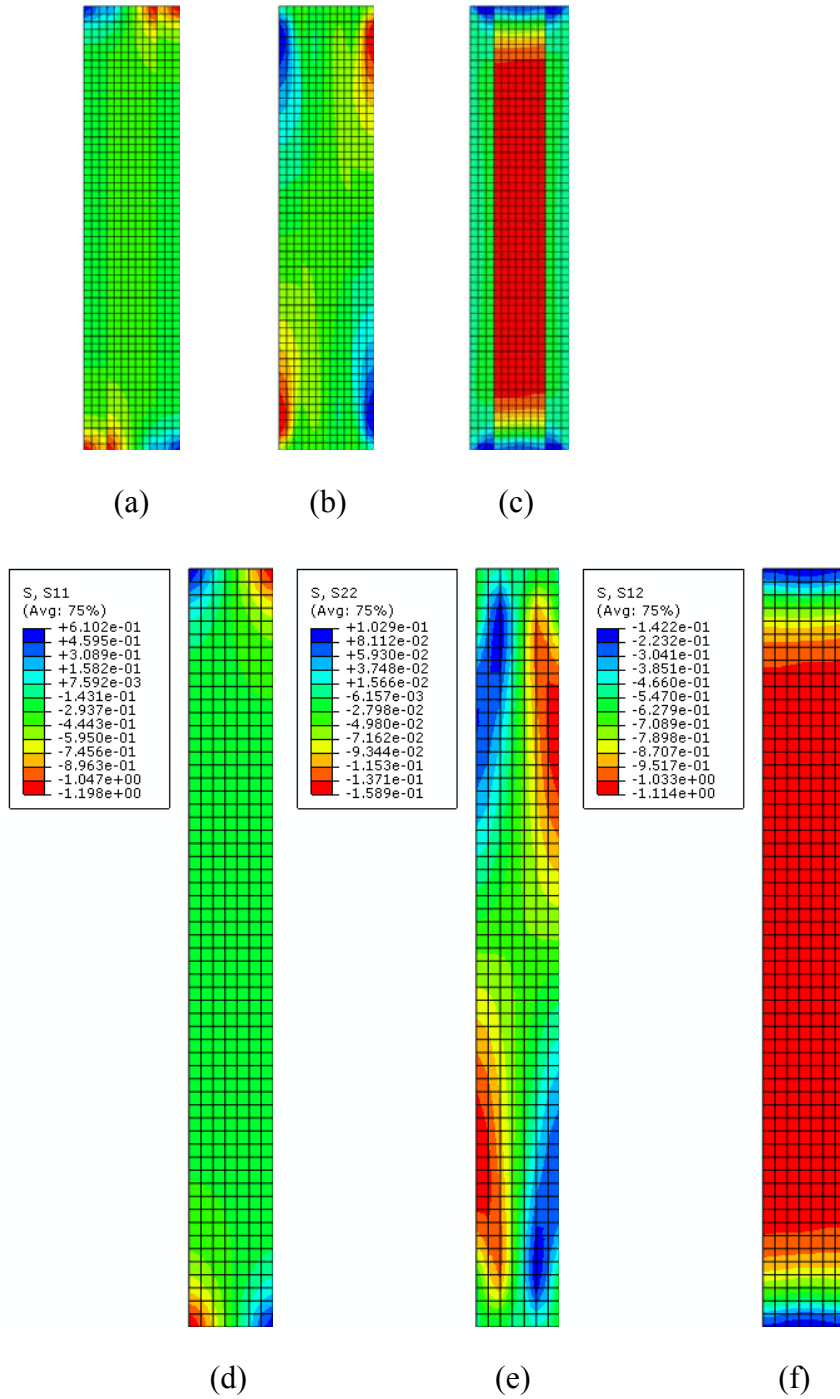 (a)
(b)
(c)
S, S11
(Avg: 75%)
+6.102e-01
+4.595e-01
+3.089e-01
+1.582e-01
+7.592e-03
-1.431e-01
-2.937e-01
-4.443e-01
-5.950e-01
-7.456e-01
-8.963e-01
-1.047e+00
-1.198e+00
S, S22
(Avg: 75%)
+1.029e-01
+8.112e-02
+5.930e-02
+3.748e-02
+1.566e-02
-6.157e-03
-2.798e-02
-4.980e-02
-7.162e-02
-9.344e-02
-1.153e-01
-1.371e-01
-1.589e-01
S, S12
(Avg: 75%)
-1.422e-01
-2.232e-01
-3.041e-01
-3.851e-01
-4.660e-01
-5.470e-01
-6.279e-01
-7.089e-01
-7.898e-01
-8.707e-01
-9.517e-01
-1.033e+00
-1.114e+00
(d)
(e)
(f)